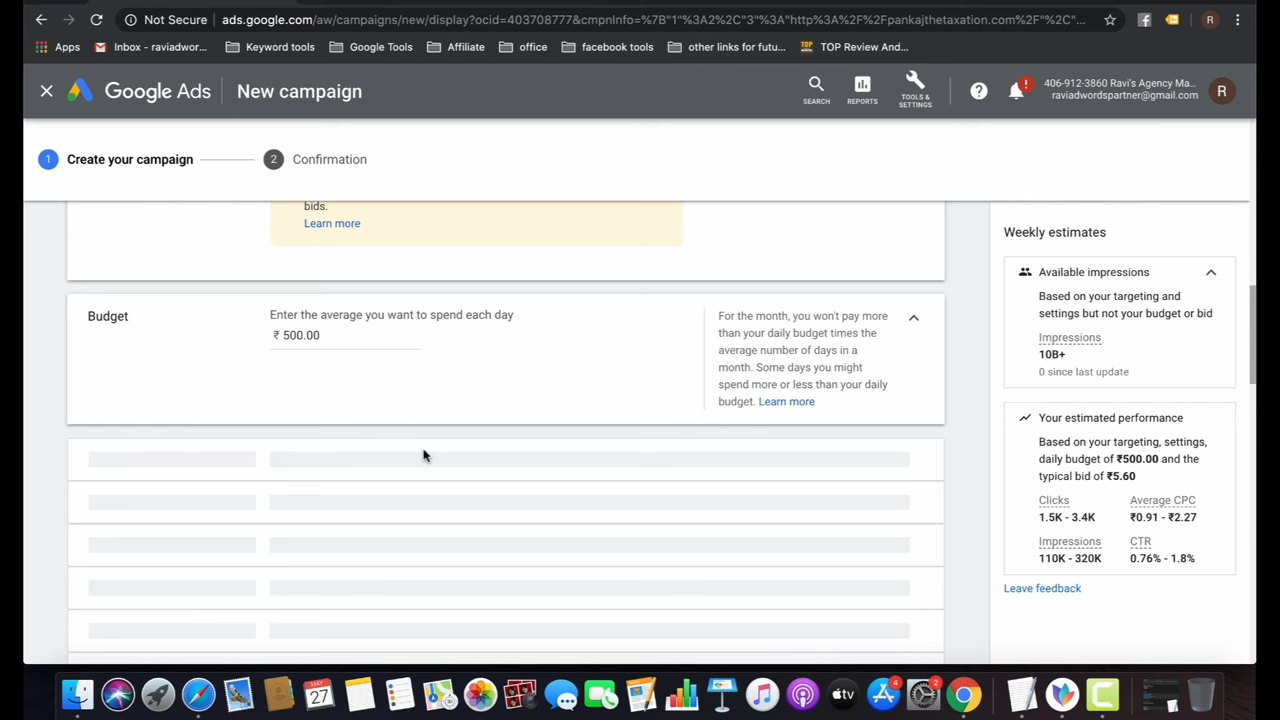 Not Secure
ads.google.com/aw/campaigns/new/display?ocid=403708777&cmpnInfo=%7B"1"%3A2%2C"3"%3A"http%3A%2F%2Fpankajthetaxation.com%2F"%2C"...
R
Apps
Inbox - raviadwor...
Keyword tools
Google Tools
Affiliate
office
facebook tools
other links for futu...
TOP Review And...
Google Ads
New campaign
SEARCH
REPORTS
TOOLS &
SETTINGS
406-912-3860 Ravi's Agency Ma...
raviadwordspartner@gmail.com
R
1 Create your campaign
2 Confirmation
bids.
Learn more
Budget
Enter the average you want to spend each day
₹ 500.00
For the month, you won't pay more
than your daily budget times the
average number of days in a
month. Some days you might
spend more or less than your daily
budget. Learn more
Weekly estimates
Available impressions
Based on your targeting and
settings but not your budget or bid
Impressions
10B+
0 since last update
Your estimated performance
Based on your targeting, settings,
daily budget of ₹500.00 and the
typical bid of ₹5.60
Clicks Average CPC
1.5K - 3.4K ₹0.91 - ₹2.27
Impressions CTR
110K - 320K 0.76% - 1.8%
Leave feedback
MAY
27
tv
4
2